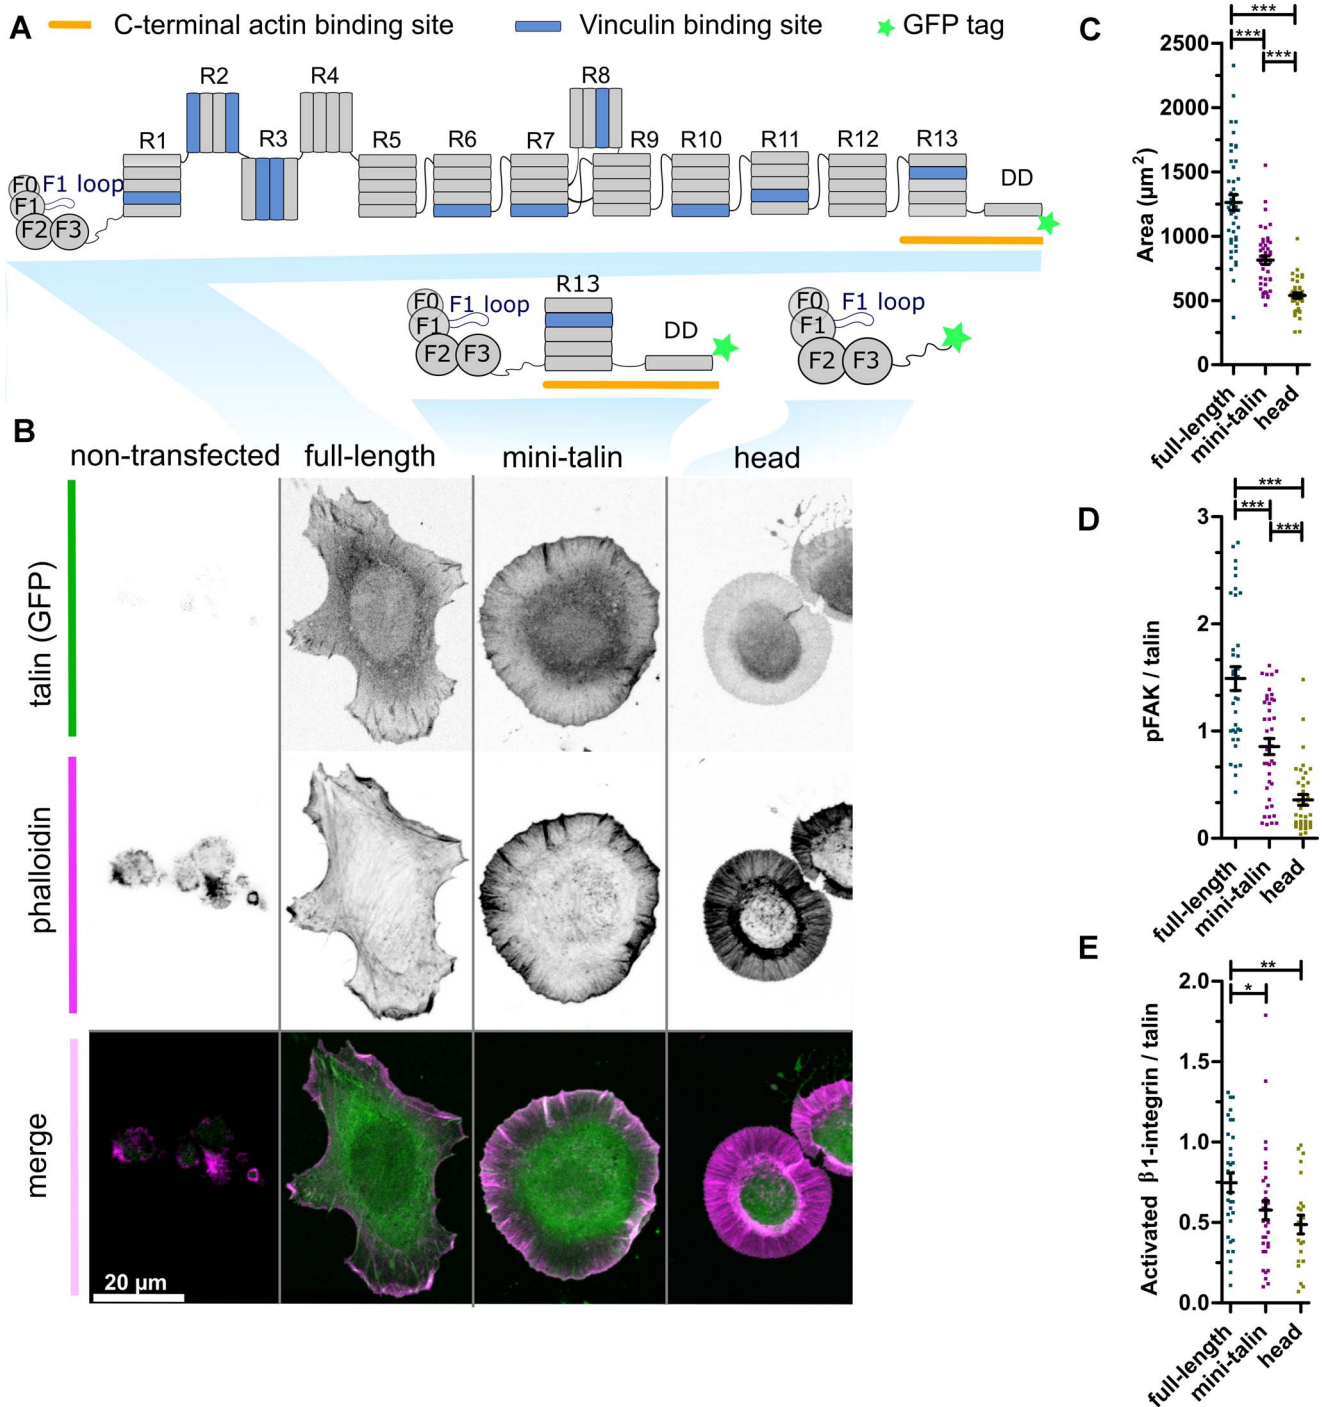 A
C-terminal actin binding site
Vinculin binding site
GFP tag
R2
R4
R8
R1
R3
R5
R6
R7
R9
R10
R11
R12
R13
F0
F1 loop
F1
F2
F3
DD
R13
F0
F1 loop
F1
F2
F3
DD
F0
F1 loop
F1
F2
F3
B
non-transfected
full-length
mini-talin
head
talin (GFP)
phalloidin
merge
20 µm
C
***
***
***
2500
2000
1500
1000
500
0
Area (µm²)
full-length
mini-talin
head
D
***
***
***
3
2
1
0
pFAK / talin
full-length
mini-talin
head
E
**
*
2.0
1.5
1.0
0.5
0.0
Activated β1-integrin / talin
full-length
mini-talin
head